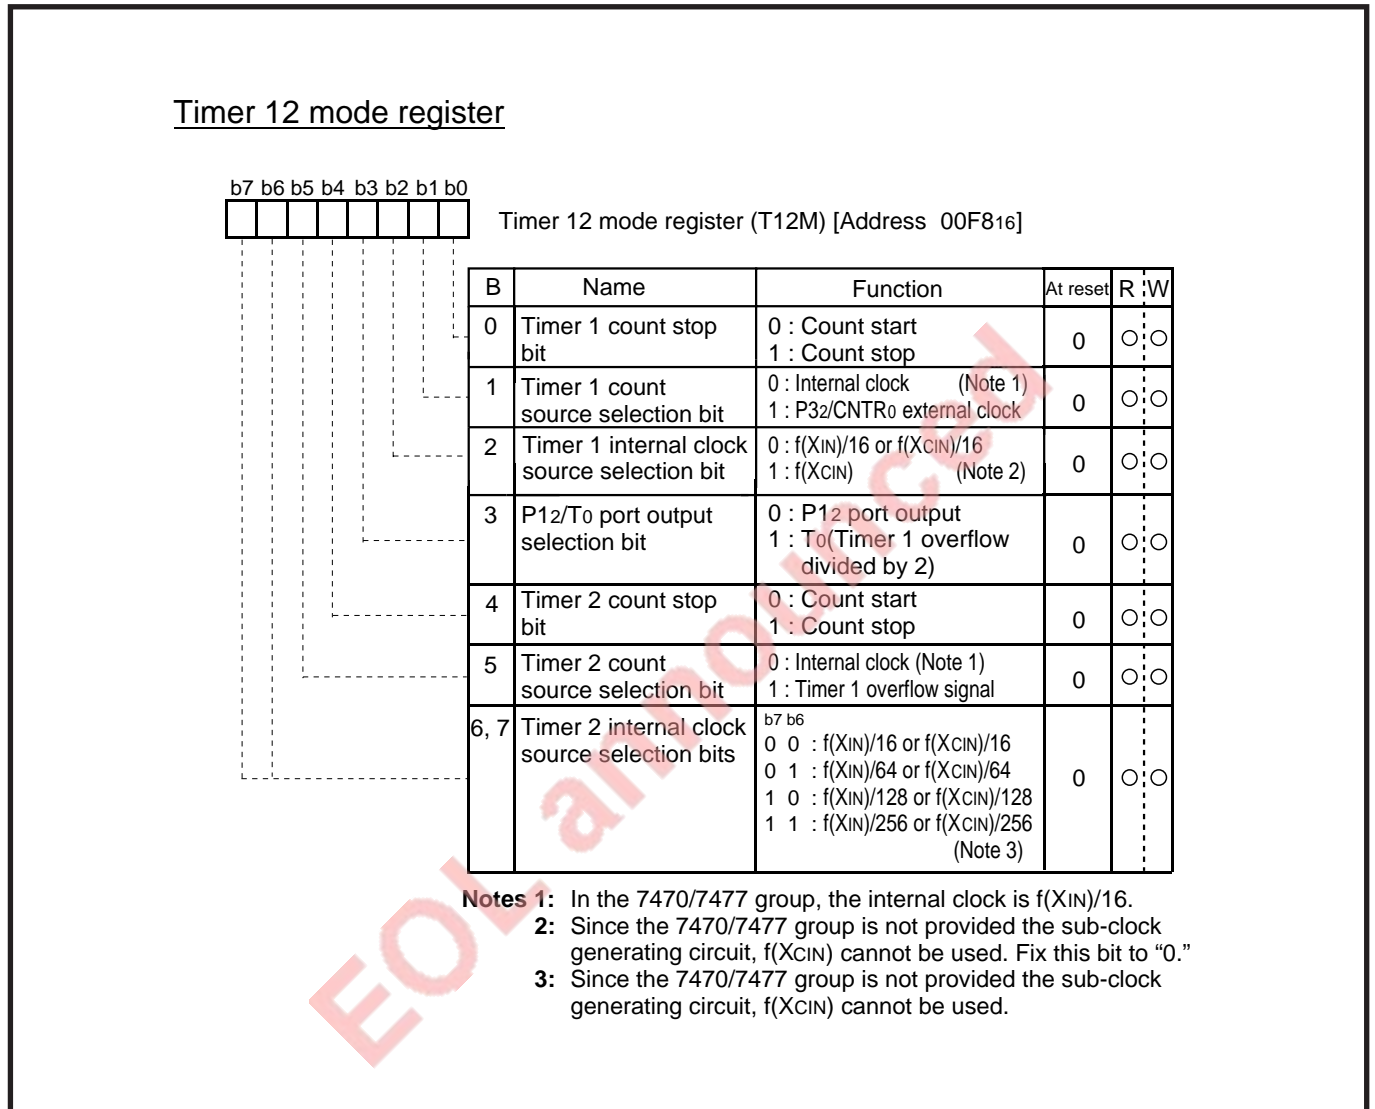 Timer 12 mode register
b7 b6 b5 b4 b3 b2 b1 b0
Timer 12 mode register (T12M) [Address 00F816]
B Name Function At reset R W
0 Timer 1 count stop bit 0 : Count start
1 : Count stop 0 ○ ○
1 Timer 1 count source selection bit 0 : Internal clock (Note 1)
1 : P32/CNTR0 external clock 0 ○ ○
2 Timer 1 internal clock source selection bit 0 : f(XIN)/16 or f(XCIN)/16
1 : f(XCIN) (Note 2) 0 ○ ○
3 P12/T0 port output selection bit 0 : P12 port output
1 : T0(Timer 1 overflow
divided by 2) 0 ○ ○
4 Timer 2 count stop bit 0 : Count start
1 : Count stop 0 ○ ○
5 Timer 2 count source selection bit 0 : Internal clock (Note 1)
1 : Timer 1 overflow signal 0 ○ ○
6, 7 Timer 2 internal clock source selection bits b7 b6
0 0 : f(XIN)/16 or f(XCIN)/16
0 1 : f(XIN)/64 or f(XCIN)/64
1 0 : f(XIN)/128 or f(XCIN)/128
1 1 : f(XIN)/256 or f(XCIN)/256
(Note 3) 0 ○ ○
Notes 1: In the 7470/7477 group, the internal clock is f(XIN)/16.
2: Since the 7470/7477 group is not provided the sub-clock
generating circuit, f(XCIN) cannot be used. Fix this bit to “0.”
3: Since the 7470/7477 group is not provided the sub-clock
generating circuit, f(XCIN) cannot be used.
EOL announced